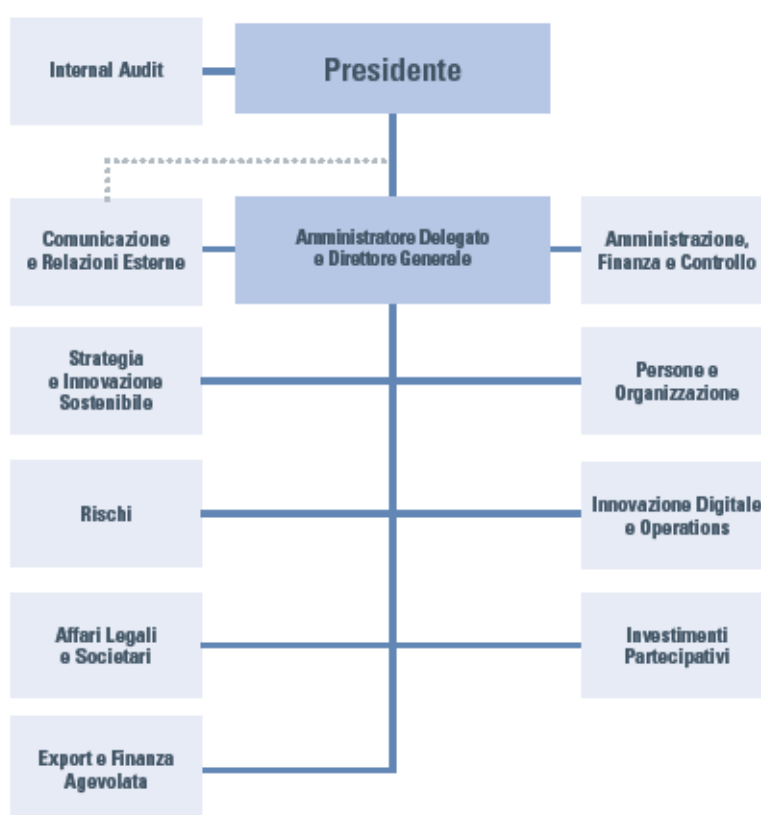 Internal Audit
Presidente
Comunicazione
e Relazioni Esterne
Amministratore Delegato
e Direttore Generale
Amministrazione,
Finanza e Controllo
Strategia
e Innovazione
Sostenibile
Persone e
Organizzazione
Rischi
Innovazione Digitale
e Operations
Affari Legali
e Societari
Investimenti
Partecipativi
Export e Finanza
Agevolata